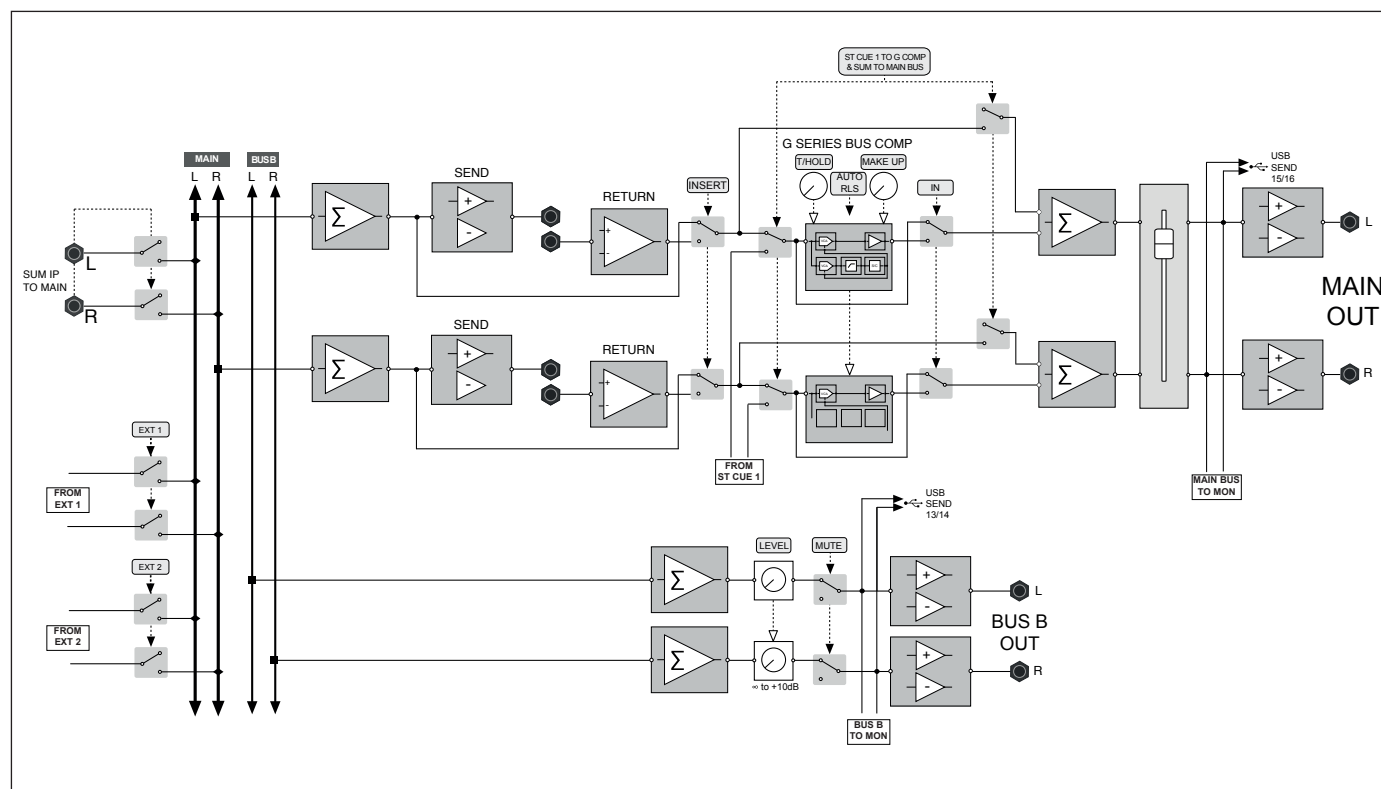 ST CUE 1 TO G COMP
& SUM TO MAIN BUS
MAIN
BUSB
L R L R
SEND
RETURN
INSERT
G SERIES BUS COMP
T/HOLD
AUTO
RLS
MAKE UP
IN
USB
SEND
15/16
Σ
+
-
+
-
Σ
+
-
L
SUM IP
TO MAIN
L
R
MAIN
OUT
SEND
RETURN
Σ
+
-
+
-
Σ
+
-
R
FROM
ST CUE 1
MAIN BUS
TO MON
EXT 1
FROM
EXT 1
USB
SEND
13/14
EXT 2
FROM
EXT 2
LEVEL
MUTE
Σ
+
-
L
BUS B
OUT
Σ
+
-
R
∞ to +10dB
BUS B
TO MON